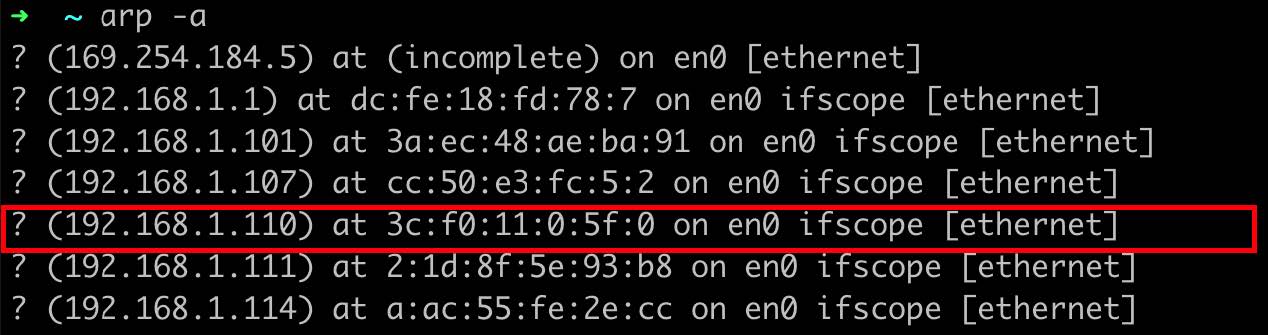 ➜ ~ arp -a
? (169.254.184.5) at (incomplete) on en0 [ethernet]
? (192.168.1.1) at dc:fe:18:fd:78:7 on en0 ifscope [ethernet]
? (192.168.1.101) at 3a:ec:48:ae:ba:91 on en0 ifscope [ethernet]
? (192.168.1.107) at cc:50:e3:fc:5:2 on en0 ifscope [ethernet]
? (192.168.1.110) at 3c:f0:11:0:5f:0 on en0 ifscope [ethernet]
? (192.168.1.111) at 2:1d:8f:5e:93:b8 on en0 ifscope [ethernet]
? (192.168.1.114) at a:ac:55:fe:2e:cc on en0 ifscope [ethernet]